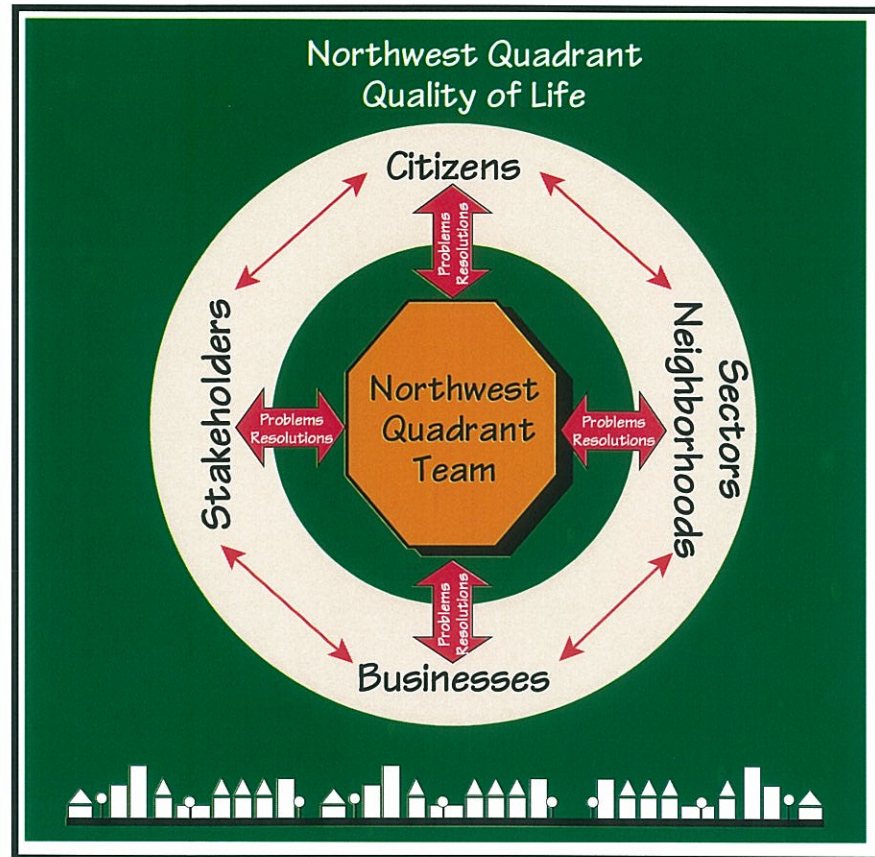 Northwest Quadrant
Quality of Life
Citizens
Problems
Resolutions
Stakeholders
Problems
Resolutions
Northwest
Quadrant
Team
Problems
Resolutions
Sectors
Neighborhoods
Problems
Resolutions
Businesses